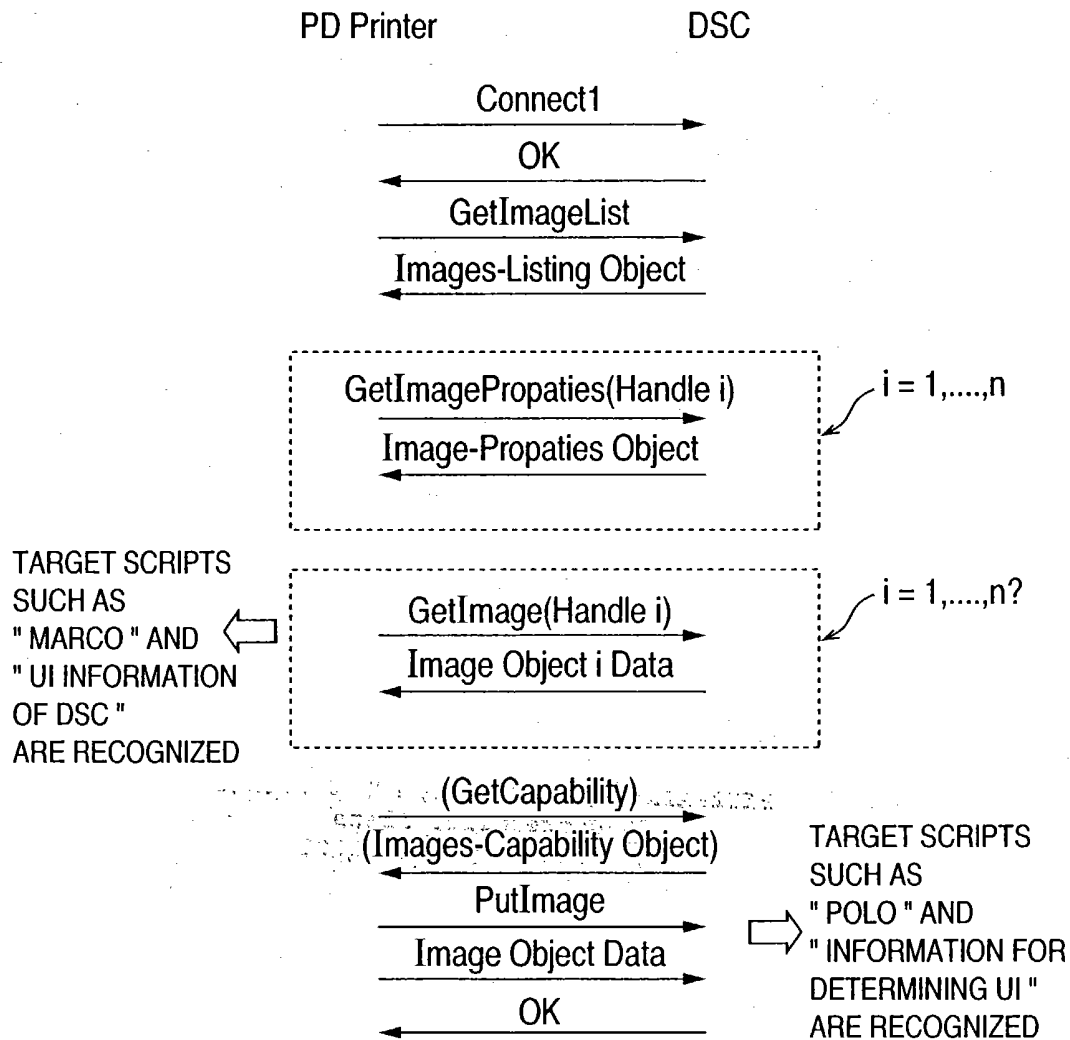 PD Printer DSC
Connect1
OK
GetImageList
Images-Listing Object
GetImagePropaties(Handle i)
Image-Propaties Object
i = 1,....,n
TARGET SCRIPTS
SUCH AS
" MARCO " AND
" UI INFORMATION
OF DSC "
ARE RECOGNIZED
GetImage(Handle i)
Image Object i Data
i = 1,....,n?
(GetCapability)
(Images-Capability Object)
PutImage
Image Object Data
OK
TARGET SCRIPTS
SUCH AS
" POLO " AND
" INFORMATION FOR
DETERMINING UI "
ARE RECOGNIZED